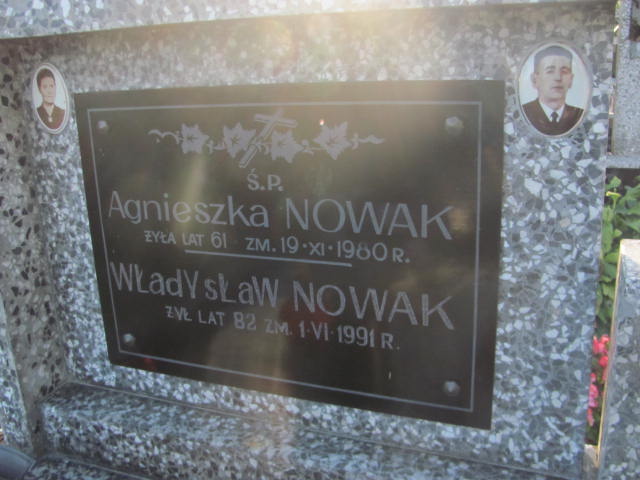 Ś.P.
Agnieszka NOWAK
ŻYŁA LAT 61 ZM. 19·XI·1980 R.
WŁadYsŁaW NOWAK
ŻYŁ LAT 82 ZM. 1·VI·1991 R.